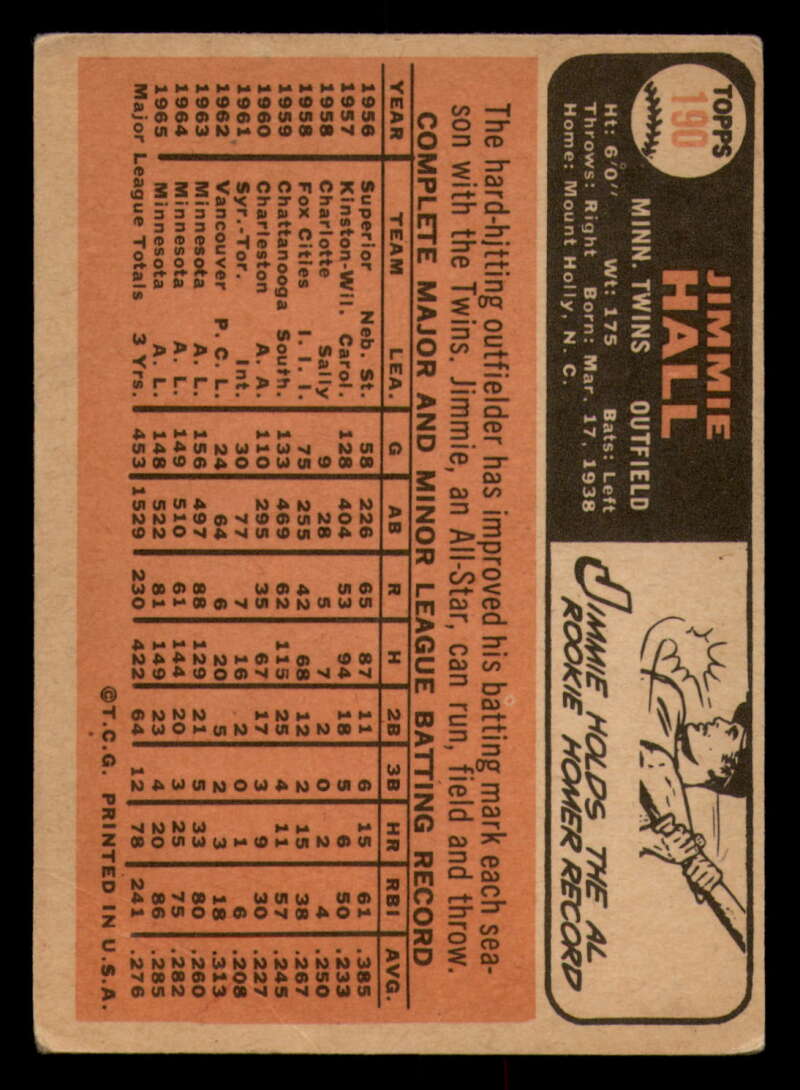 TOPPS
190
JIMMIE
HALL
MINN. TWINS OUTFIELD
Ht: 6'0" Wt: 175 Bats: Left
Throws: Right Born: Mar. 17, 1938
Home: Mount Holly, N. C.
JIMMIE HOLDS THE AL
ROOKIE HOMER RECORD
The hard-hitting outfielder has improved his batting mark each sea-
son with the Twins. Jimmie, an All-Star, can run, field and throw.
COMPLETE MAJOR AND MINOR LEAGUE BATTING RECORD
YEAR TEAM LEA. G AB R H 2B 3B HR RBI AVG.
1956 Superior Neb. St. 58 226 65 87 11 6 15 61 .385
1957 Kinston-Wil. Carol. 128 404 53 94 18 5 6 50 .233
1958 Charlotte Sally 9 28 5 7 2 0 2 4 .250
1958 Fox Cities I. I. I. 75 255 42 68 12 2 15 38 .267
1959 Chattanooga South. 133 469 62 115 25 4 11 57 .245
1960 Charleston A. A. 110 295 35 67 17 3 9 30 .227
1961 Syr.-Tor. Int. 30 77 7 16 2 0 1 6 .208
1962 Vancouver P. C. L. 24 64 6 20 5 2 3 18 .313
1963 Minnesota A. L. 156 497 88 129 21 5 33 80 .260
1964 Minnesota A. L. 149 510 61 144 20 3 25 75 .282
1965 Minnesota A. L. 148 522 81 149 23 4 20 86 .285
Major League Totals 3 Yrs. 453 1529 230 422 64 12 78 241 .276
©T.C.G. PRINTED IN U.S.A.